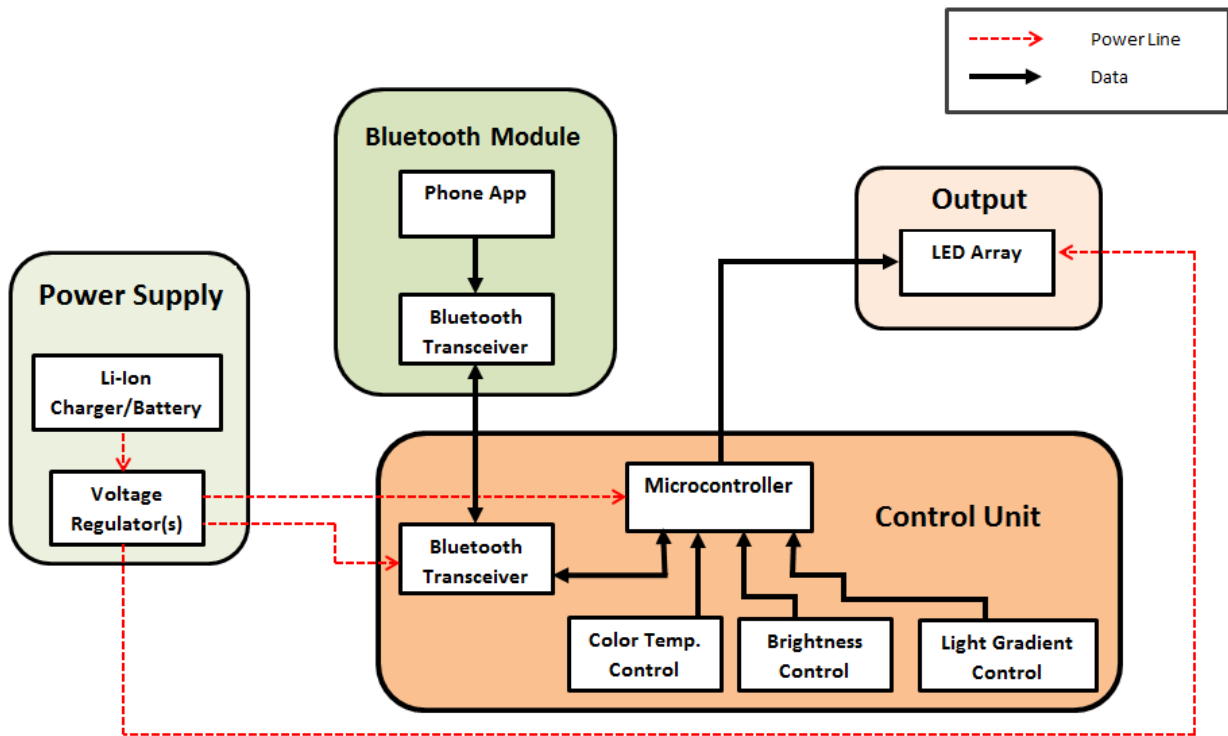 Power Line
Data
Bluetooth Module
Phone App
Bluetooth
Transceiver
Output
LED Array
Power Supply
Li-Ion
Charger/Battery
Voltage
Regulator(s)
Control Unit
Microcontroller
Bluetooth
Transceiver
Color Temp.
Control
Brightness
Control
Light Gradient
Control